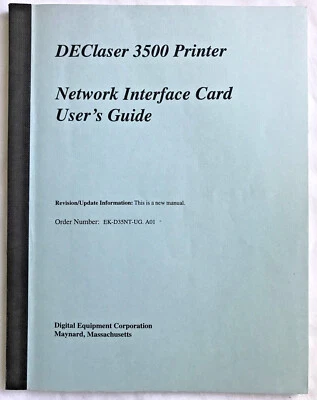 DEClaser 3500 Printer
Network Interface Card
User's Guide
Revision/Update Information: This is a new manual.
Order Number: EK-D35NT-UG. A01
Digital Equipment Corporation
Maynard, Massachusetts